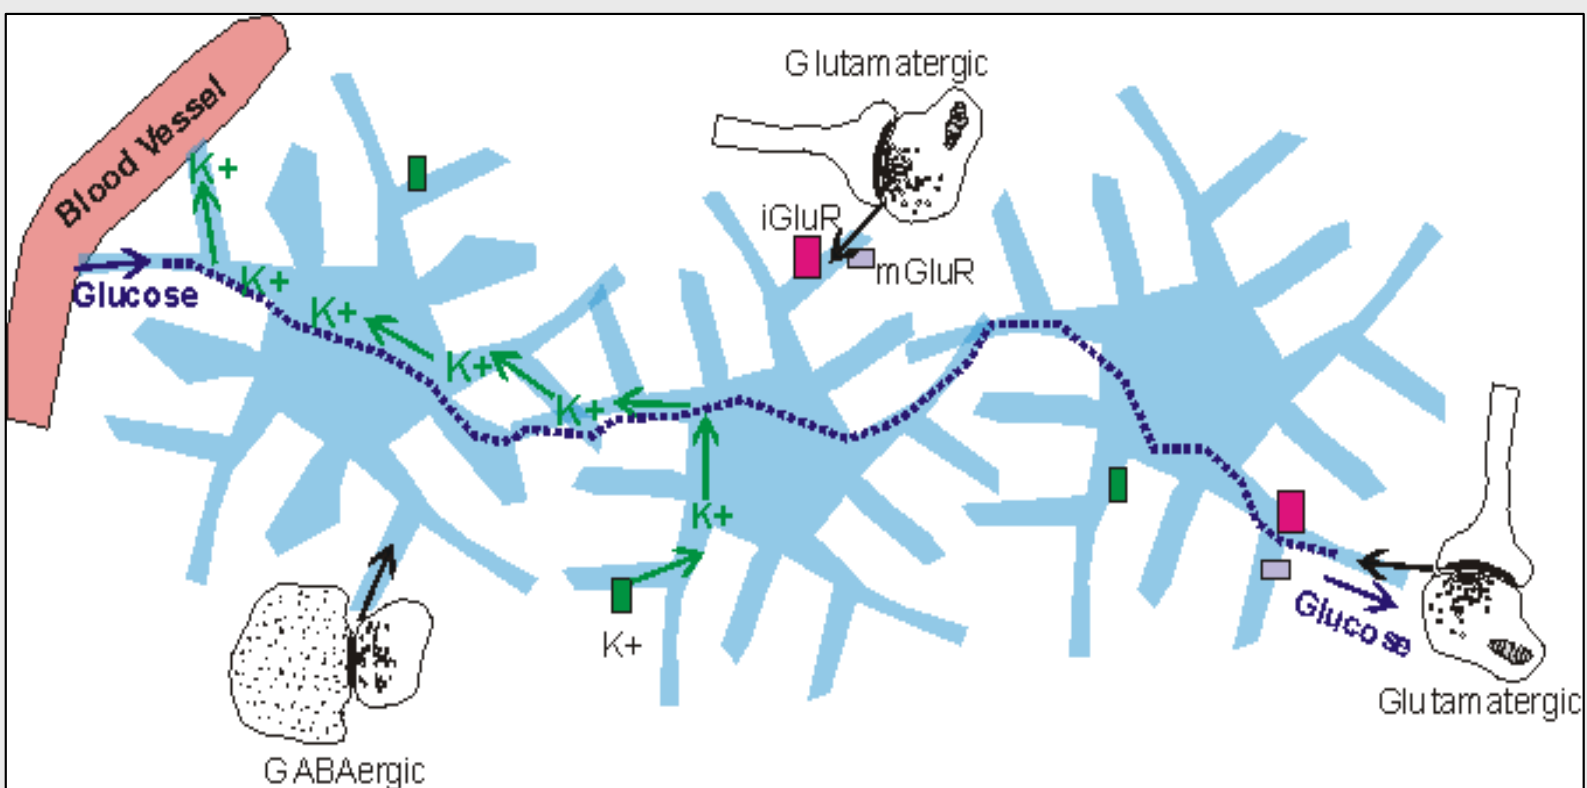 Glutamatergic
Blood Vessel
K+
iGluR
mGluR
K+
Glucose
K+
K+
K+
K+
Glucose
K+
Glutamatergic
GABAergic